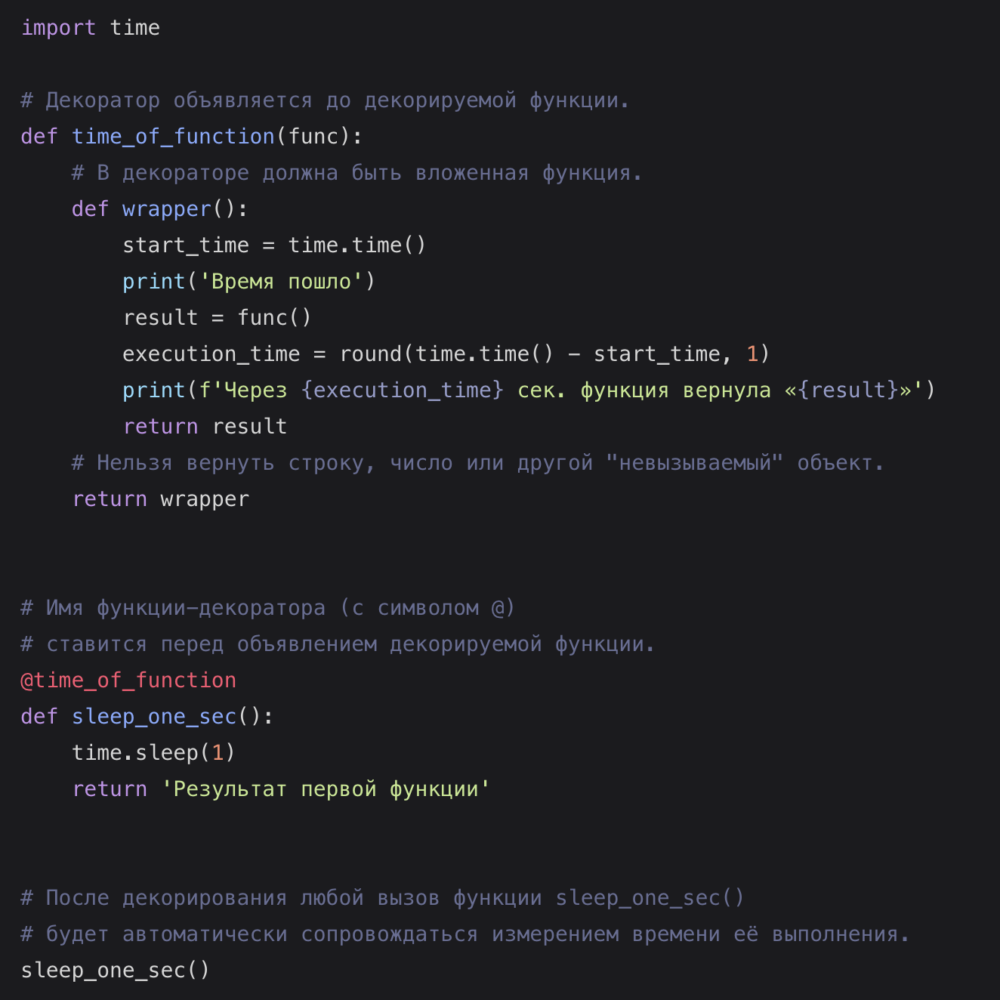 import time

# Декоратор объявляется до декорируемой функции.
def time_of_function(func):
    # В декораторе должна быть вложенная функция.
    def wrapper():
        start_time = time.time()
        print('Время пошло')
        result = func()
        execution_time = round(time.time() - start_time, 1)
        print(f'Через {execution_time} сек. функция вернула «{result}»')
        return result
    # Нельзя вернуть строку, число или другой "невызываемый" объект.
    return wrapper


# Имя функции-декоратора (с символом @)
# ставится перед объявлением декорируемой функции.
@time_of_function
def sleep_one_sec():
    time.sleep(1)
    return 'Результат первой функции'


# После декорирования любой вызов функции sleep_one_sec()
# будет автоматически сопровождаться измерением времени её выполнения.
sleep_one_sec()